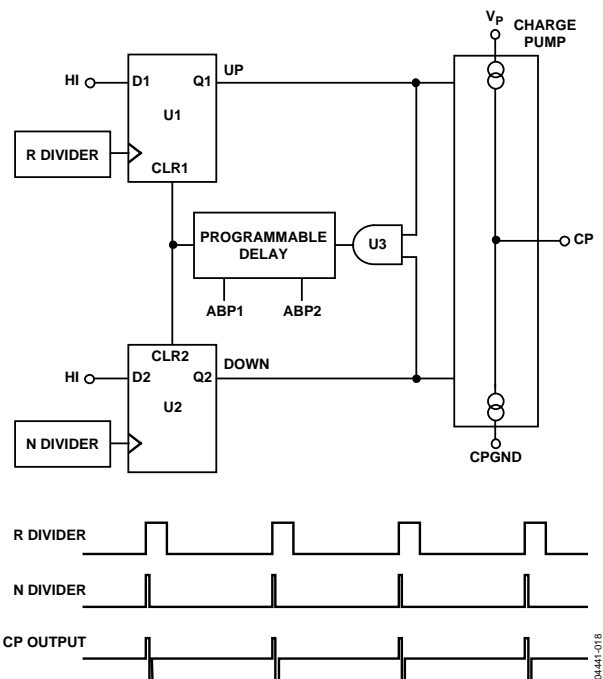 VP
CHARGE
PUMP
HI
D1
Q1
UP
U1
R DIVIDER
CLR1
PROGRAMMABLE
DELAY
U3
CP
ABP1
ABP2
CLR2
HI
D2
Q2
DOWN
U2
N DIVIDER
CPGND
R DIVIDER
N DIVIDER
CP OUTPUT
04441-018